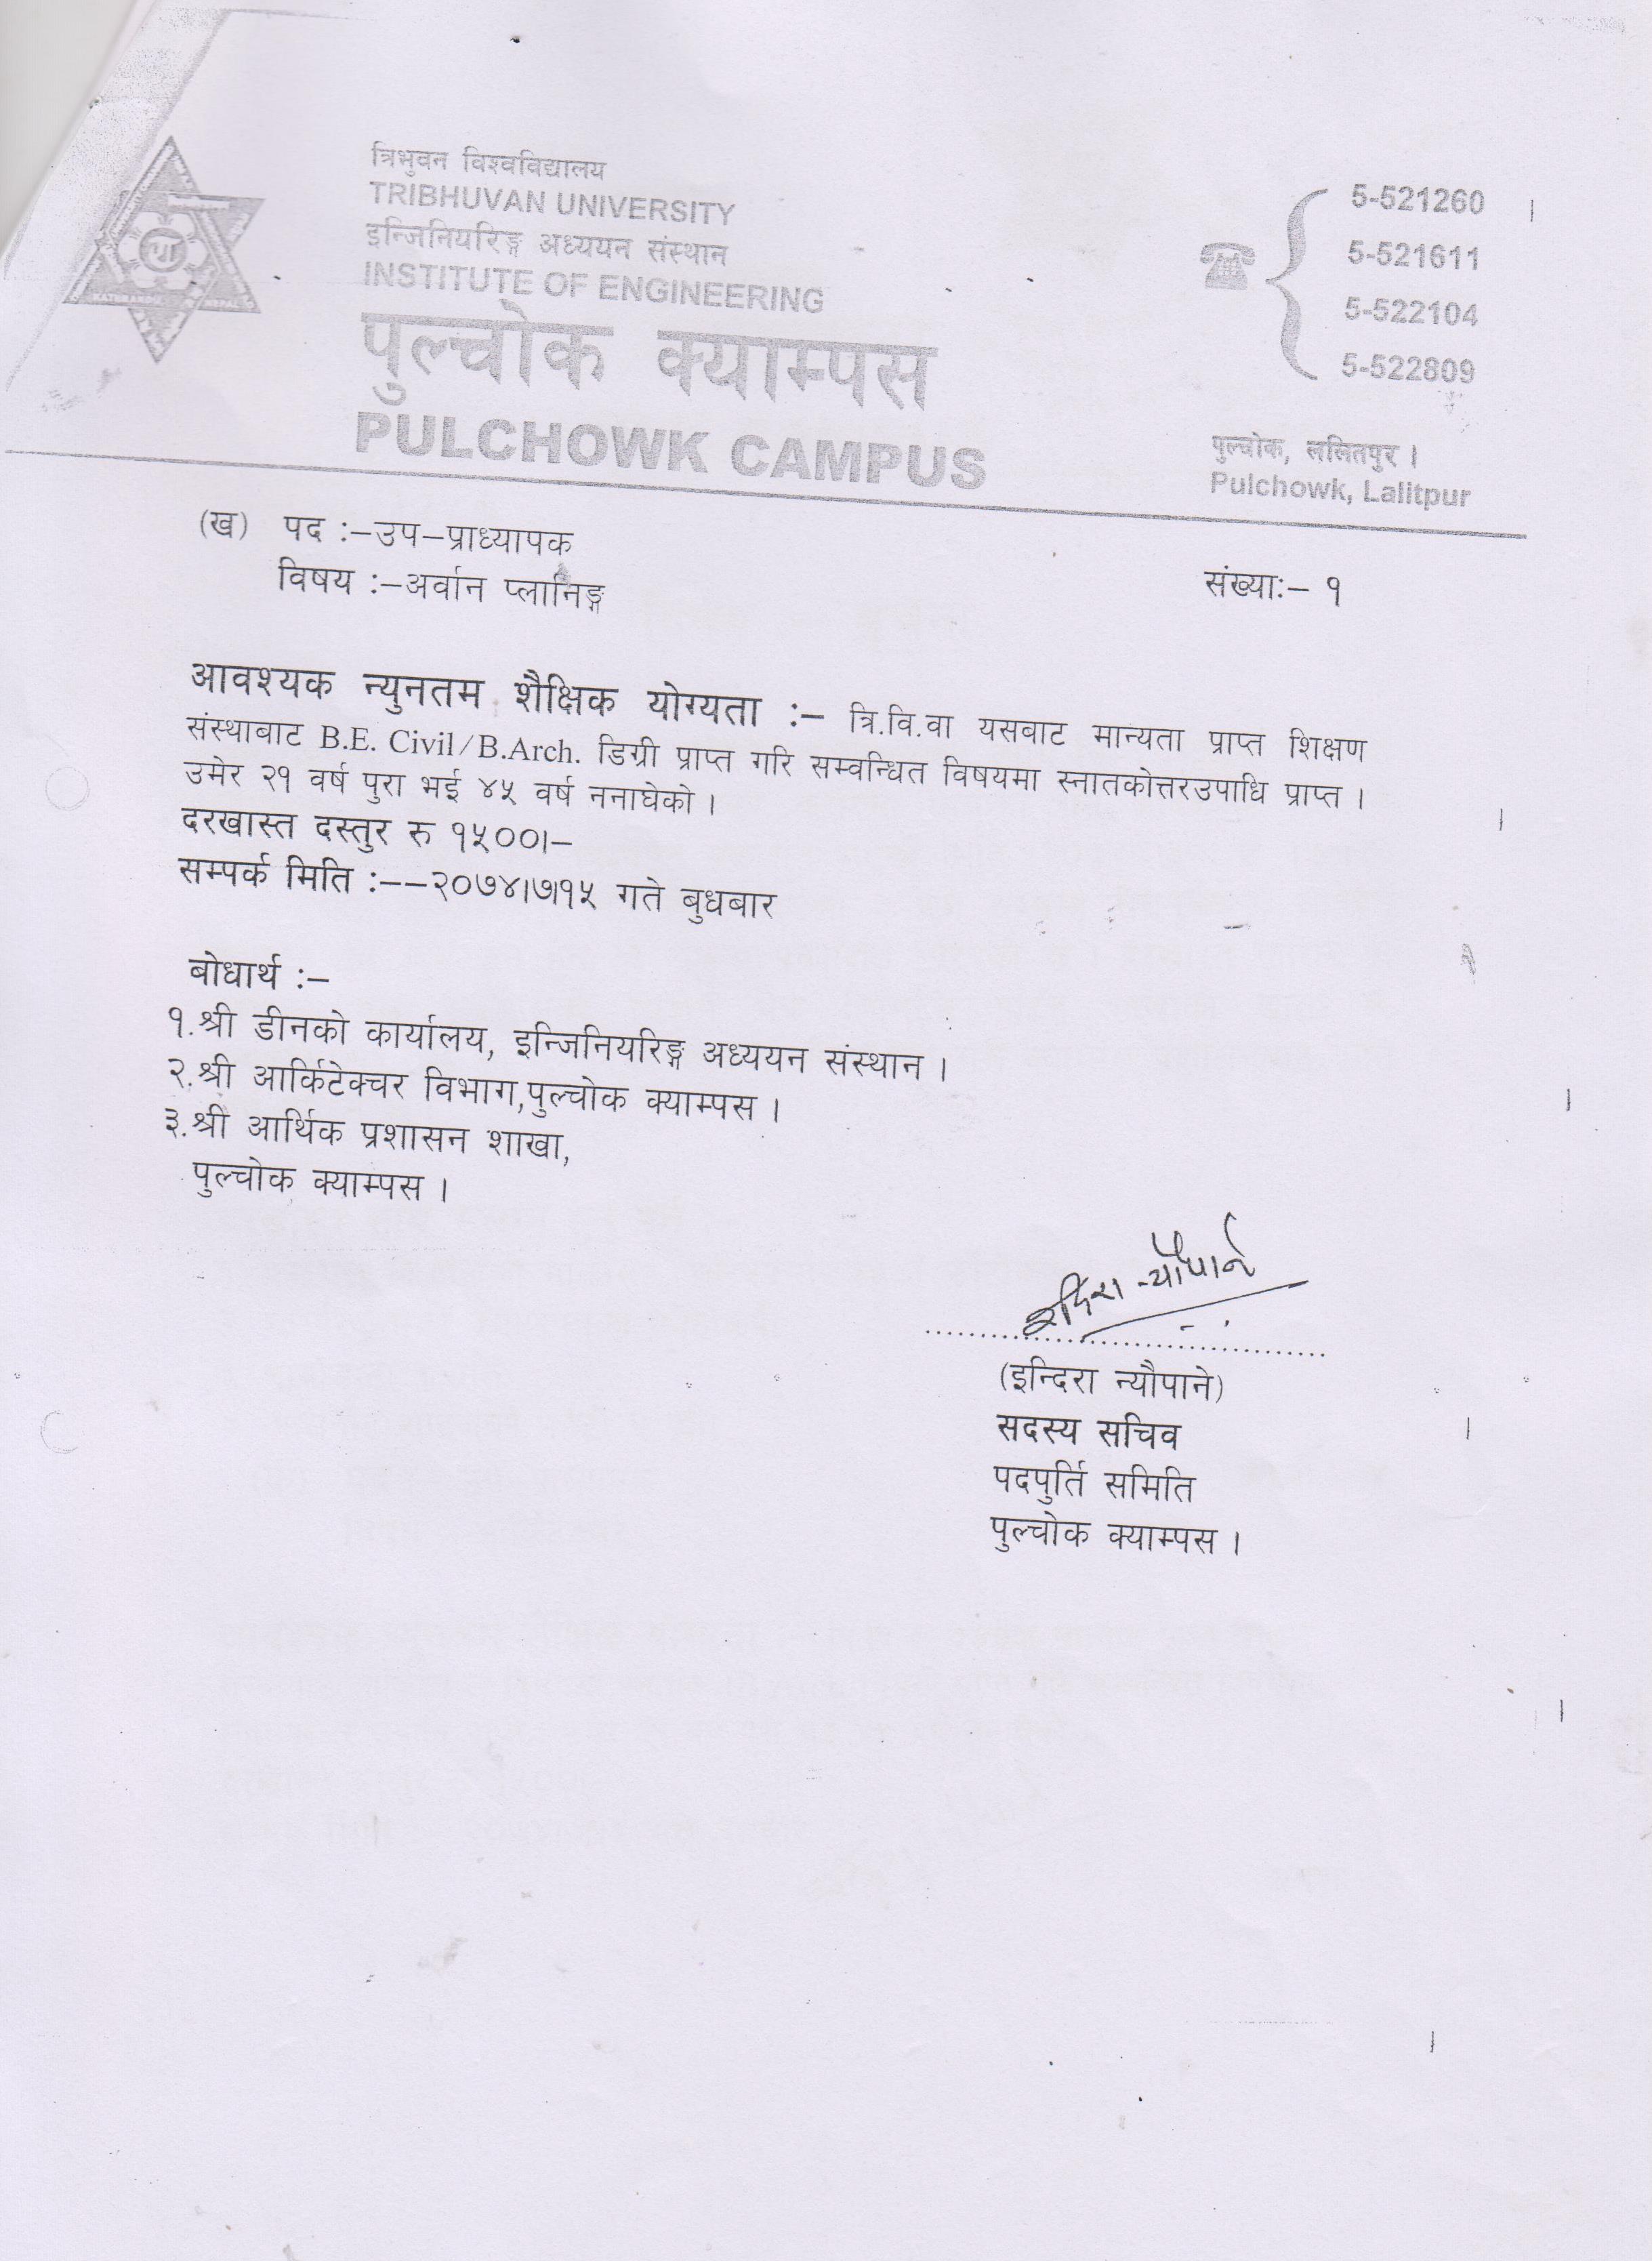 त्रिभुवन विश्वविद्यालय
TRIBHUVAN UNIVERSITY
इन्जिनियरिङ्ग अध्ययन संस्थान
INSTITUTE OF ENGINEERING
पुल्चोक क्याम्पस
PULCHOWK CAMPUS
KATHMANDU NEPAL
5-521260
5-521611
5-522104
5-522809
पुल्चोक, ललितपुर ।
Pulchowk, Lalitpur
(ख) पद :–उप–प्राध्यापक
विषय :–अर्वान प्लानिङ्ग संख्याः– १
आवश्यक न्युनतम शैक्षिक योग्यता :– त्रि.वि.वा यसबाट मान्यता प्राप्त शिक्षण
संस्थाबाट B.E. Civil/B.Arch. डिग्री प्राप्त गरि सम्वन्धित विषयमा स्नातकोत्तरउपाधि प्राप्त ।
उमेर २१ वर्ष पुरा भई ४५ वर्ष ननाघेको ।
दरखास्त दस्तुर रु १५००।–
सम्पर्क मिति :––२०७४।७।१५ गते बुधबार
बोधार्थ :–
१.श्री डीनको कार्यालय, इन्जिनियरिङ्ग अध्ययन संस्थान ।
२.श्री आर्किटेक्चर विभाग,पुल्चोक क्याम्पस ।
३.श्री आर्थिक प्रशासन शाखा,
पुल्चोक क्याम्पस ।
इन्दिरा न्यौपाने
(इन्दिरा न्यौपाने)
सदस्य सचिव
पदपुर्ति समिति
पुल्चोक क्याम्पस ।